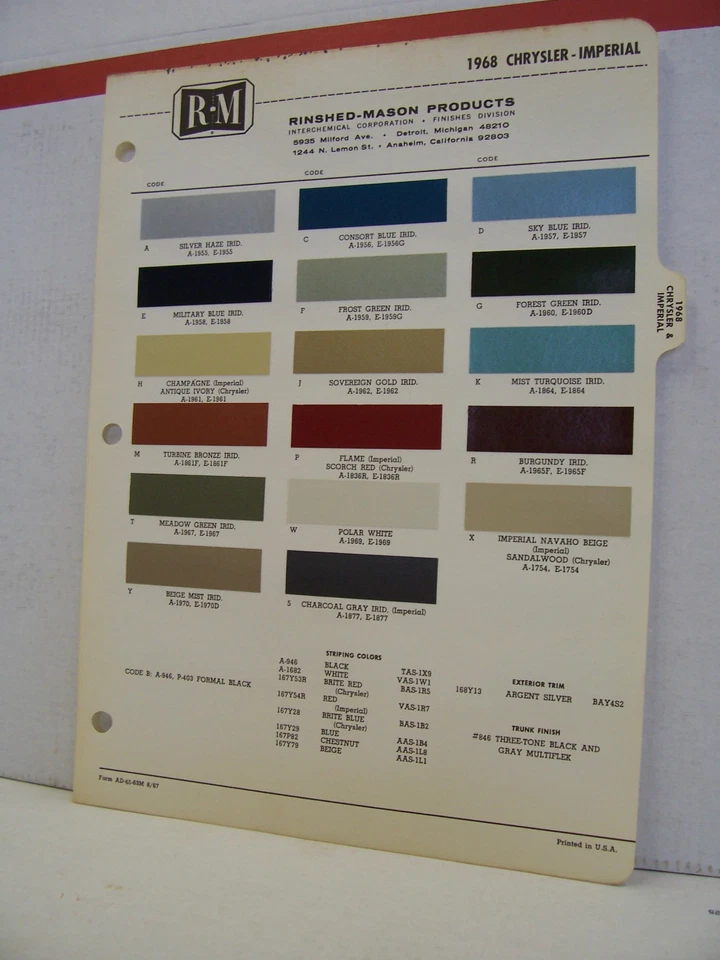 1968 CHRYSLER - IMPERIAL
R·M
RINSHED-MASON PRODUCTS
INTERCHEMICAL CORPORATION • FINISHES DIVISION
5935 Milford Ave. • Detroit, Michigan 48210
1244 N. Lemon St. • Anaheim, California 92803
CODE CODE CODE
A SILVER HAZE IRID.
A-1955, E-1955
C CONSORT BLUE IRID.
A-1956, E-1956G
D SKY BLUE IRID.
A-1957, E-1957
E MILITARY BLUE IRID.
A-1958, E-1958
F FROST GREEN IRID.
A-1959, E-1959G
G FOREST GREEN IRID.
A-1960, E-1960D
1968
CHRYSLER &
IMPERIAL
H CHAMPAGNE (Imperial)
ANTIQUE IVORY (Chrysler)
A-1961, E-1961
J SOVEREIGN GOLD IRID.
A-1962, E-1962
K MIST TURQUOISE IRID.
A-1864, E-1864
M TURBINE BRONZE IRID.
A-1861F, E-1861F
P FLAME (Imperial)
SCORCH RED (Chrysler)
A-1836R, E-1836R
R BURGUNDY IRID.
A-1965F, E-1965F
T MEADOW GREEN IRID.
A-1967, E-1967
W POLAR WHITE
A-1969, E-1969
X IMPERIAL NAVAHO BEIGE
(Imperial)
SANDALWOOD (Chrysler)
A-1754, E-1754
Y BEIGE MIST IRID.
A-1970, E-1970D
S CHARCOAL GRAY IRID. (Imperial)
A-1877, E-1877
CODE B: A-946, P-403 FORMAL BLACK
STRIPING COLORS
A-946 BLACK TAS-1X9
A-1682 WHITE VAS-1W1
167Y53R BRITE RED BAS-1R5
(Chrysler)
167Y54R RED VAS-1R7
(Imperial)
167Y28 BRITE BLUE BAS-1B2
(Chrysler)
167Y29 BLUE AAS-1B4
167P82 CHESTNUT AAS-1L8
167Y79 BEIGE AAS-1L1
EXTERIOR TRIM
168Y13 ARGENT SILVER BAY4S2
TRUNK FINISH
#846 THREE-TONE BLACK AND
GRAY MULTIFLEK
Printed in U.S.A.